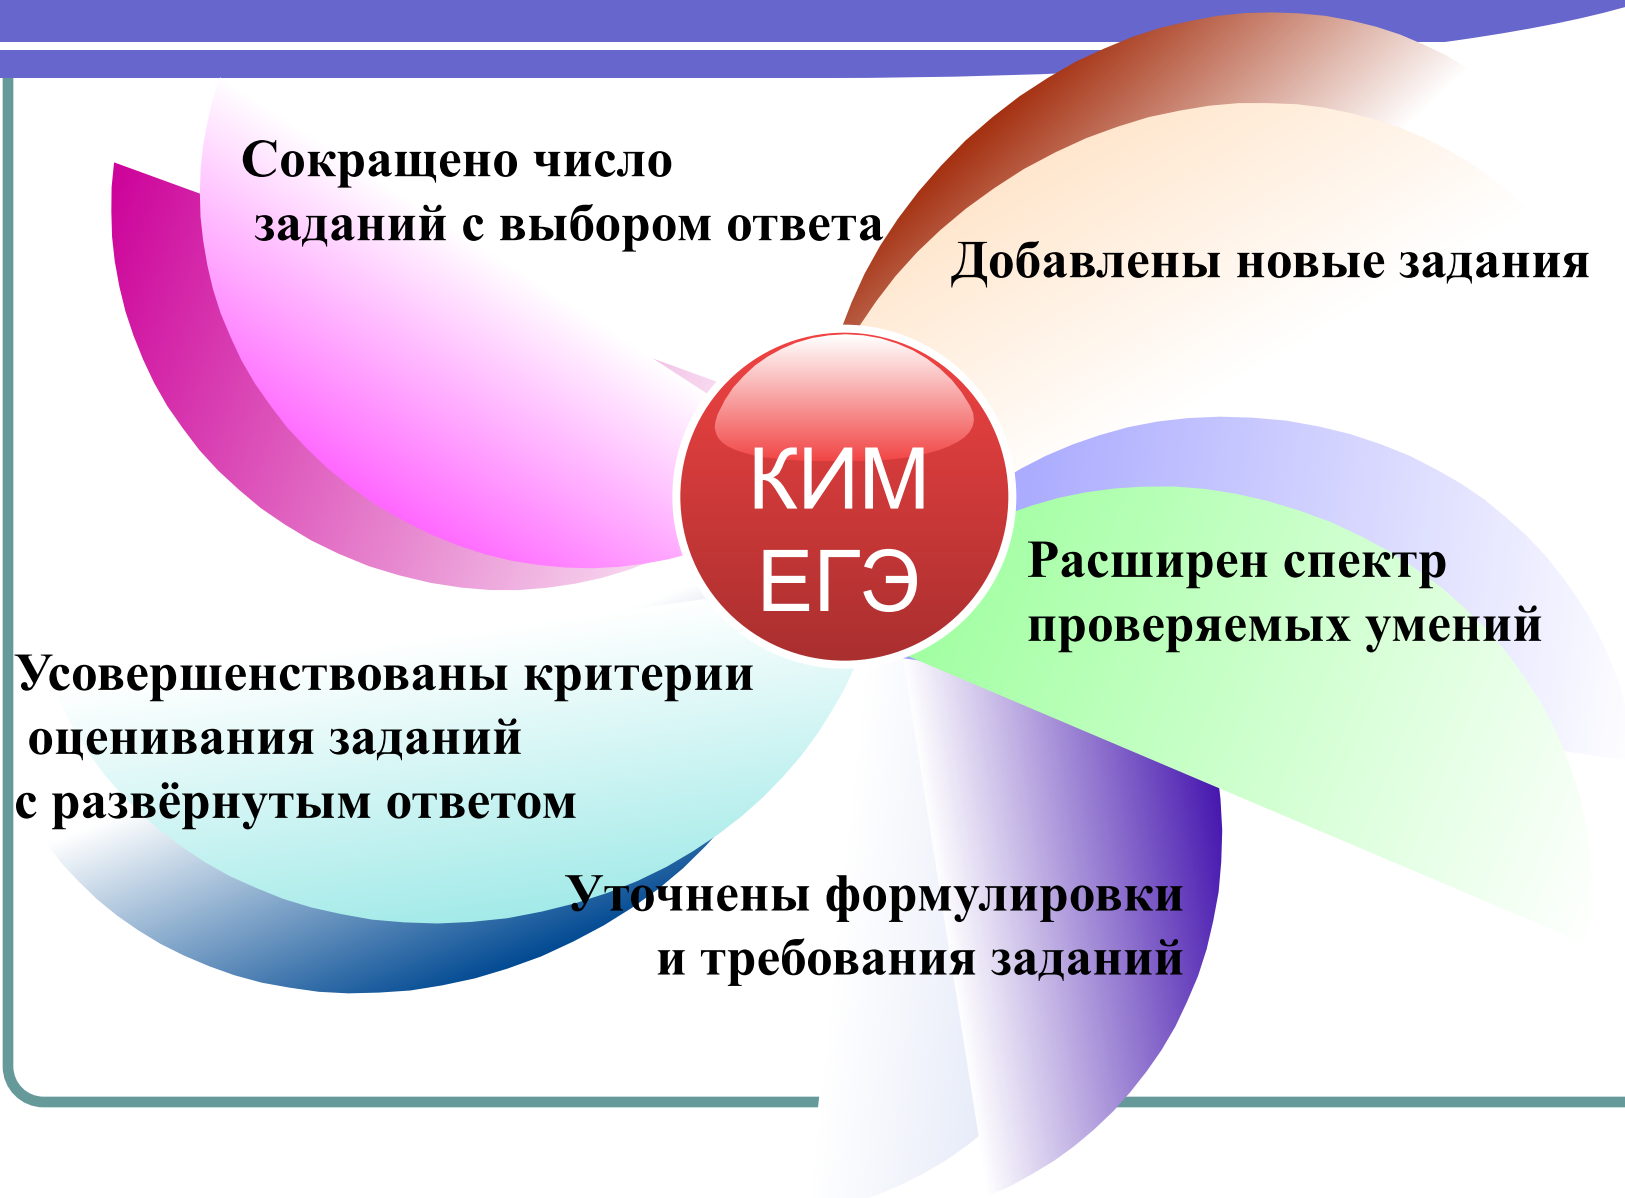 Сокращено число
заданий с выбором ответа
Добавлены новые задания
КИМ
ЕГЭ
Расширен спектр
проверяемых умений
Усовершенствованы критерии
оценивания заданий
с развёрнутым ответом
Уточнены формулировки
и требования заданий